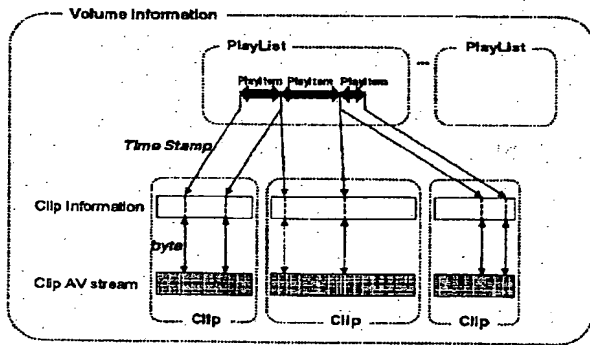 Volume Information
PlayList
PlayList
PlayItem PlayItem PlayItem
...
Time Stamp
Clip Information
byte
Clip AV stream
Clip
Clip
Clip